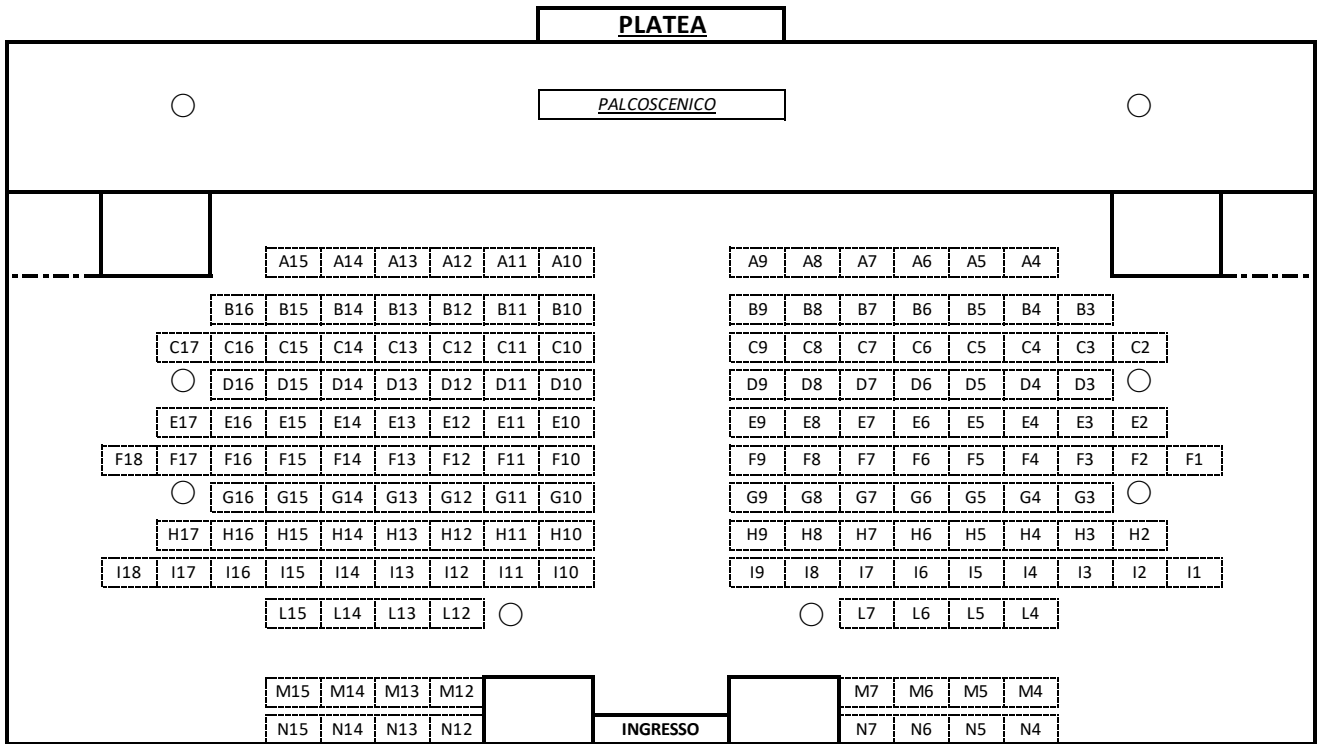 PLATEA
PALCOSCENICO
A15 A14 A13 A12 A11 A10 A9 A8 A7 A6 A5 A4
B16 B15 B14 B13 B12 B11 B10 B9 B8 B7 B6 B5 B4 B3
C17 C16 C15 C14 C13 C12 C11 C10 C9 C8 C7 C6 C5 C4 C3 C2
D16 D15 D14 D13 D12 D11 D10 D9 D8 D7 D6 D5 D4 D3
E17 E16 E15 E14 E13 E12 E11 E10 E9 E8 E7 E6 E5 E4 E3 E2
F18 F17 F16 F15 F14 F13 F12 F11 F10 F9 F8 F7 F6 F5 F4 F3 F2 F1
G16 G15 G14 G13 G12 G11 G10 G9 G8 G7 G6 G5 G4 G3
H17 H16 H15 H14 H13 H12 H11 H10 H9 H8 H7 H6 H5 H4 H3 H2
I18 I17 I16 I15 I14 I13 I12 I11 I10 I9 I8 I7 I6 I5 I4 I3 I2 I1
L15 L14 L13 L12 L7 L6 L5 L4
M15 M14 M13 M12 M7 M6 M5 M4
N15 N14 N13 N12 INGRESSO N7 N6 N5 N4